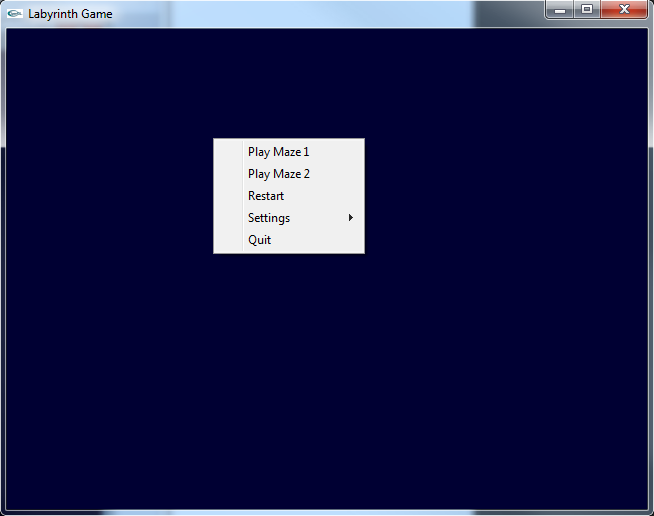 Labyrinth Game
Play Maze 1
Play Maze 2
Restart
Settings
Quit